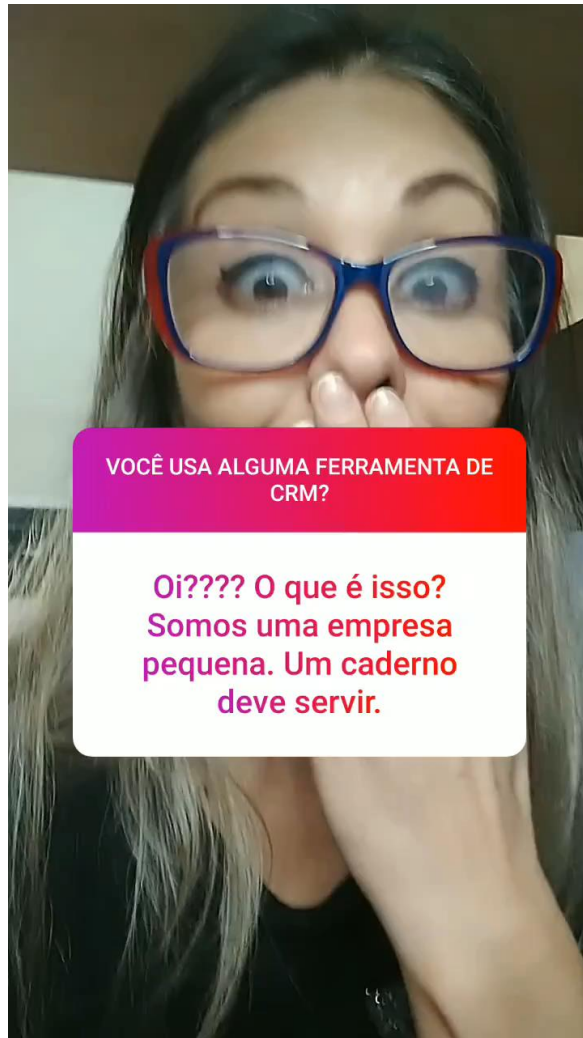 VOCÊ USA ALGUMA FERRAMENTA DE
CRM?
Oi???? O que é isso?
Somos uma empresa
pequena. Um caderno
deve servir.